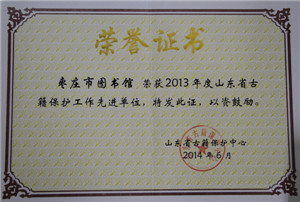 荣誉证书
枣庄市图书馆 荣获2013年度山东省古
籍保护工作先进单位，特发此证，以资鼓励。
山东省古籍保护中心
2014年6月